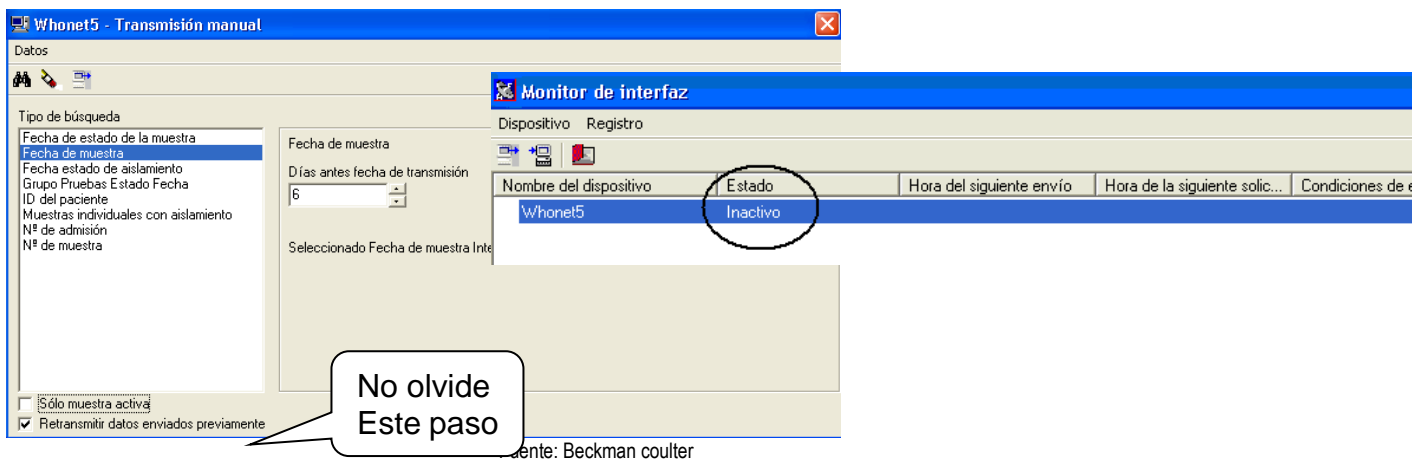 Whonet5 - Transmisión manual
Datos
Tipo de búsqueda
Fecha de estado de la muestra
Fecha de muestra
Fecha estado de aislamiento
Grupo Pruebas Estado Fecha
ID del paciente
Muestras individuales con aislamiento
Nº de admisión
Nº de muestra
Sólo muestra activa
Retransmitir datos enviados previamente
Fecha de muestra
Días antes fecha de transmisión
6
Seleccionado Fecha de muestra Inte
Monitor de interfaz
Dispositivo Registro
Nombre del dispositivo Estado Hora del siguiente envío Hora de la siguiente solic... Condiciones de e
Whonet5 Inactivo
No olvide
Este paso
Beckman coulter